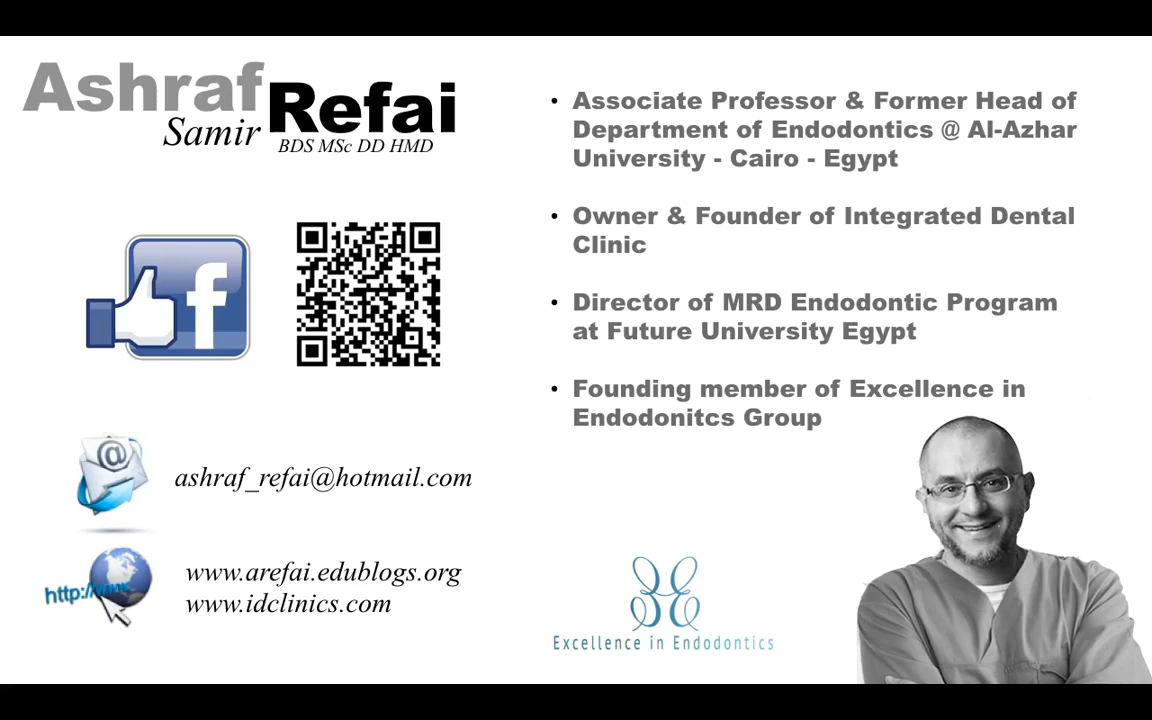 Ashraf
Samir
Refai
BDS MSc DD HMD
f
@
ashraf_refai@hotmail.com
http://www.
www.arefai.edublogs.org
www.idclinics.com
• Associate Professor & Former Head of
Department of Endodontics @ Al-Azhar
University - Cairo - Egypt
• Owner & Founder of Integrated Dental
Clinic
• Director of MRD Endodontic Program
at Future University Egypt
• Founding member of Excellence in
Endodonitcs Group
Excellence in Endodontics